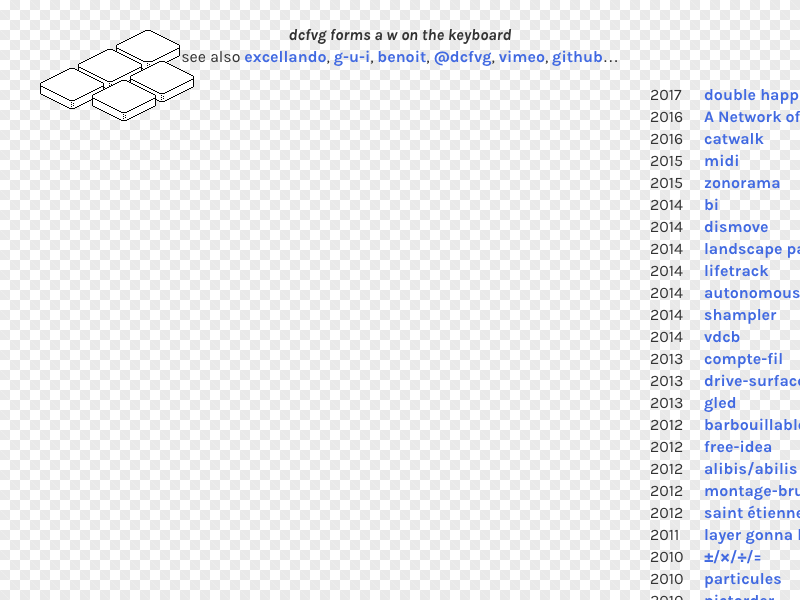 dcfvg forms a w on the keyboard
see also excellando, g-u-i, benoit, @dcfvg, vimeo, github...
2017 double happ
2016 A Network of
2016 catwalk
2015 midi
2015 zonorama
2014 bi
2014 dismove
2014 landscape pa
2014 lifetrack
2014 autonomous
2014 shampler
2014 vdcb
2013 compte-fil
2013 drive-surface
2013 gled
2012 barbouillable
2012 free-idea
2012 alibis/abilis
2012 montage-bru
2012 saint étienne
2011 layer gonna
2010 ±/×/÷/=
2010 particules
2010 pictorder